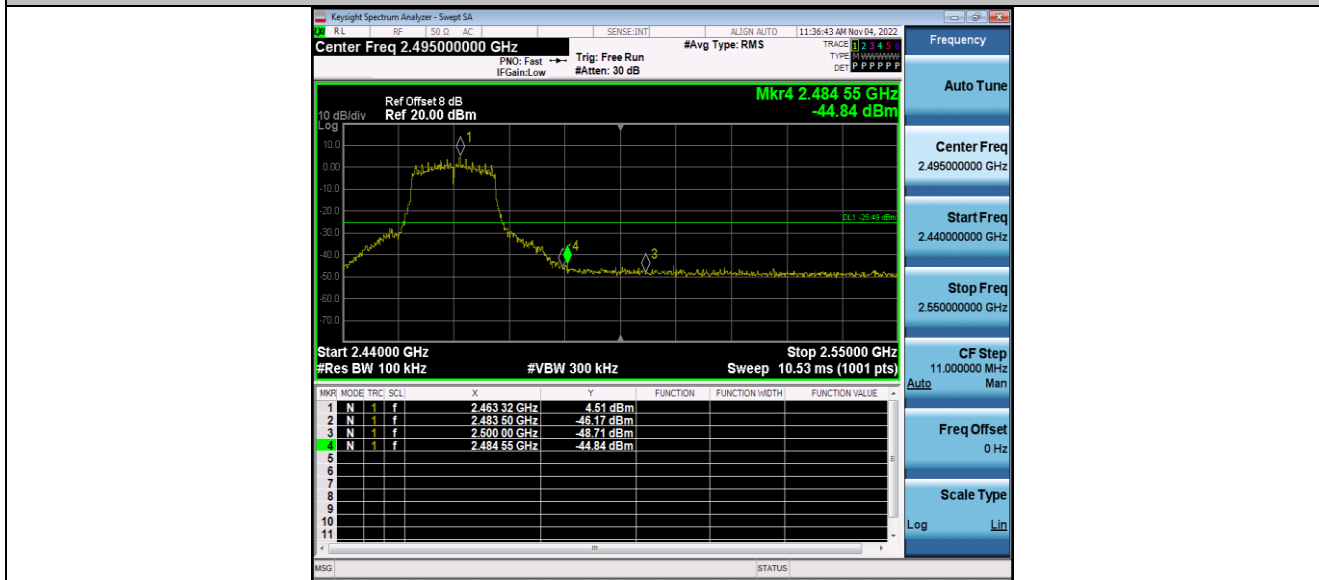 Keysight Spectrum Analyzer - Swept SA
RL RF 50 Ω AC SENSE:INT ALIGN AUTO 11:36:43 AM Nov 04, 2022
Center Freq 2.495000000 GHz #Avg Type: RMS TRACE 1 2 3 4 5 6
PNO: Fast Trig: Free Run TYPE M WWWWW
IFGain:Low #Atten: 30 dB DET P P P P P P
Mkr4 2.484 55 GHz
-44.84 dBm
Ref Offset 8 dB
10 dB/div Ref 20.00 dBm
Log
10.0
0.00
-10.0
-20.0
-30.0
-40.0
-50.0
-60.0
-70.0
1
DL1 -25.49 dBm
4
3
Start 2.44000 GHz Stop 2.55000 GHz
#Res BW 100 kHz #VBW 300 kHz Sweep 10.53 ms (1001 pts)
MKR MODE TRC SCL X Y FUNCTION FUNCTION WIDTH FUNCTION VALUE
1 N 1 f 2.463 32 GHz 4.51 dBm
2 N 1 f 2.483 50 GHz -46.17 dBm
3 N 1 f 2.500 00 GHz -48.71 dBm
4 N 1 f 2.484 55 GHz -44.84 dBm
5
6
7
8
9
10
11
MSG STATUS
Frequency
Auto Tune
Center Freq
2.495000000 GHz
Start Freq
2.440000000 GHz
Stop Freq
2.550000000 GHz
CF Step
11.000000 MHz
Auto Man
Freq Offset
0 Hz
Scale Type
Log Lin